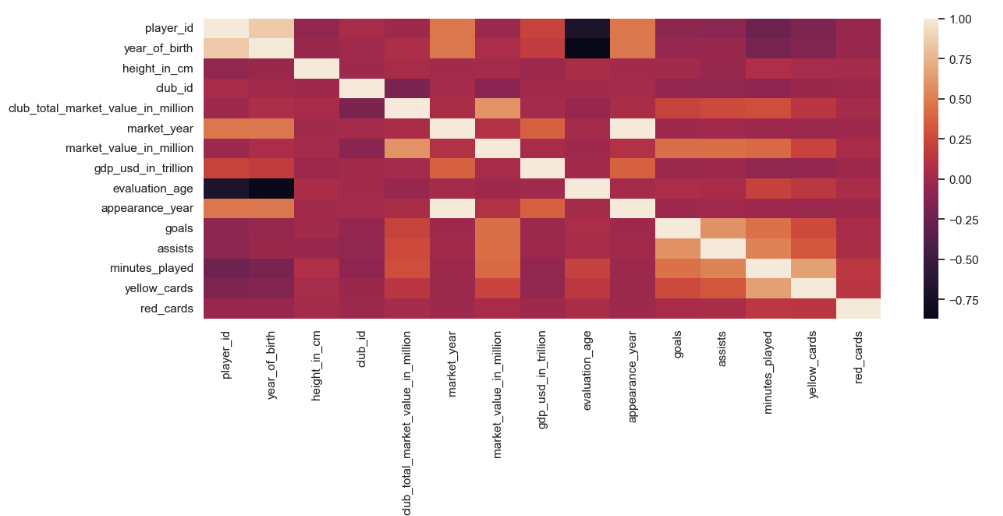 player_id
year_of_birth
height_in_cm
club_id
club_total_market_value_in_million
market_year
market_value_in_million
gdp_usd_in_trillion
evaluation_age
appearance_year
goals
assists
minutes_played
yellow_cards
red_cards
player_id
year_of_birth
height_in_cm
club_id
club_total_market_value_in_million
market_year
market_value_in_million
gdp_usd_in_trillion
evaluation_age
appearance_year
goals
assists
minutes_played
yellow_cards
red_cards
1.00
0.75
0.50
0.25
0.00
−0.25
−0.50
−0.75